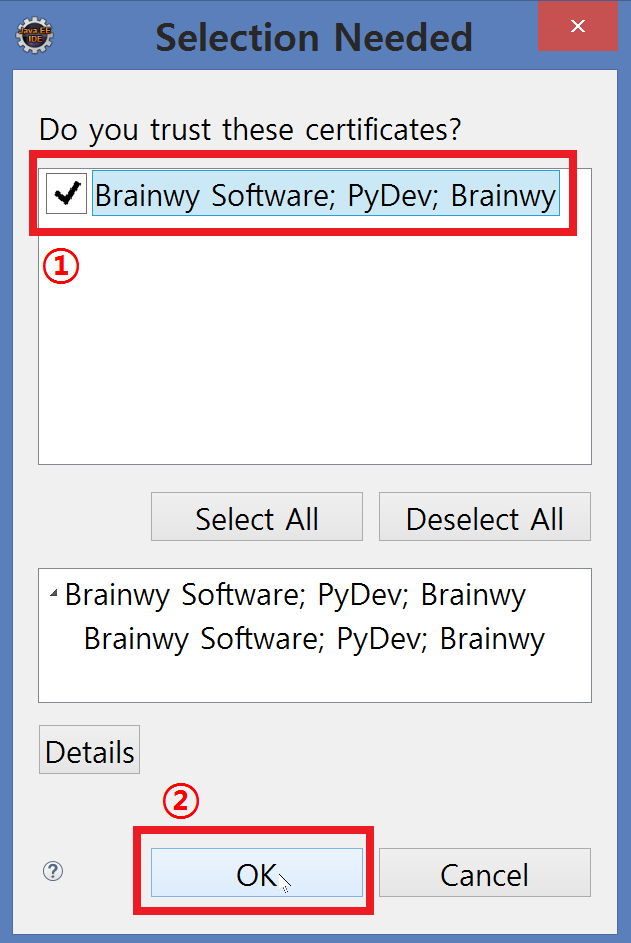 Java EE
IDE
Selection Needed
×
Do you trust these certificates?
Brainwy Software; PyDev; Brainwy
①
Select All
Deselect All
Brainwy Software; PyDev; Brainwy
Brainwy Software; PyDev; Brainwy
Details
②
?
OK
Cancel